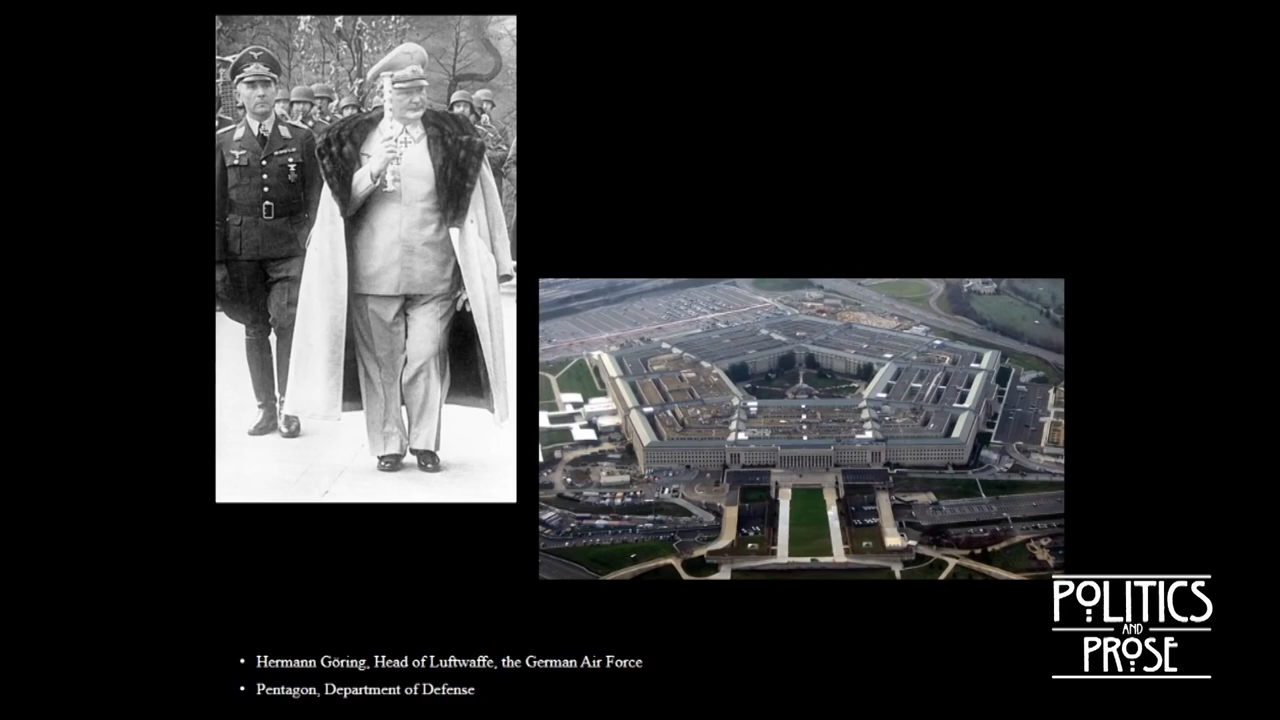 POLITICS
AND
PROSE
• Hermann Göring, Head of Luftwaffe, the German Air Force
• Pentagon, Department of Defense